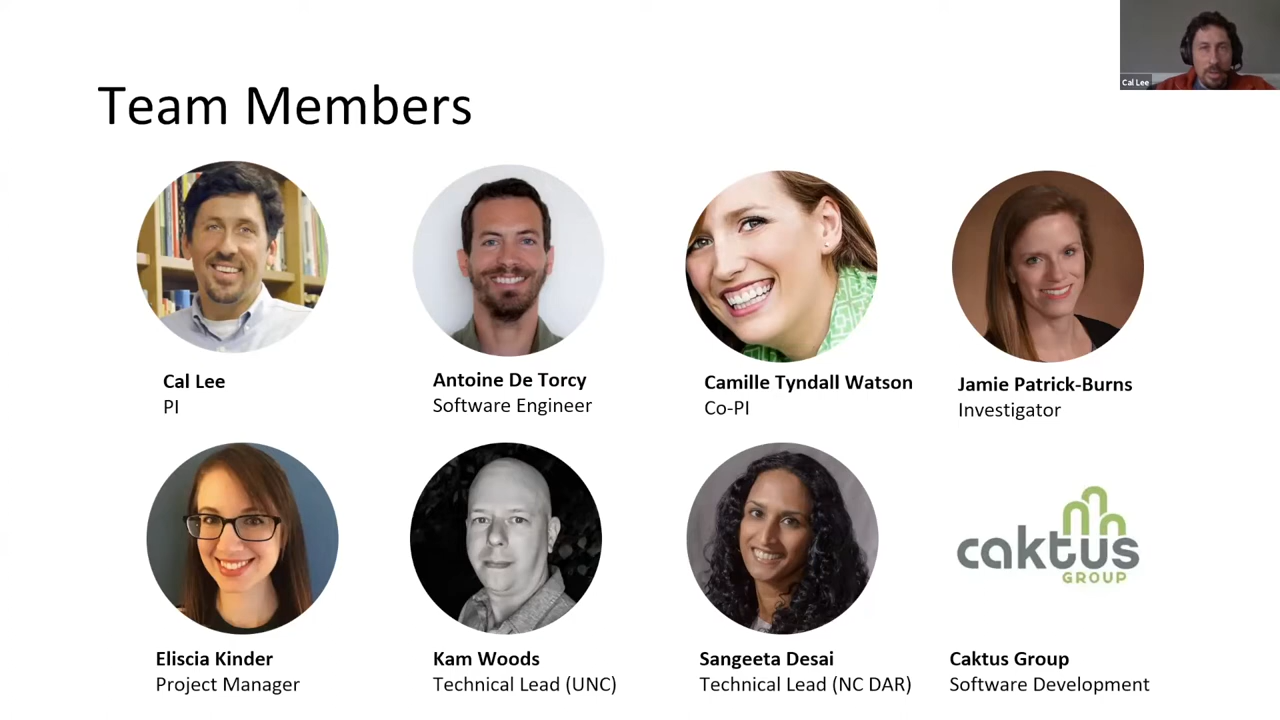 Cal Lee
Team Members
Cal Lee
PI
Antoine De Torcy
Software Engineer
Camille Tyndall Watson
Co-PI
Jamie Patrick-Burns
Investigator
Eliscia Kinder
Project Manager
Kam Woods
Technical Lead (UNC)
Sangeeta Desai
Technical Lead (NC DAR)
caktus
GROUP
Caktus Group
Software Development